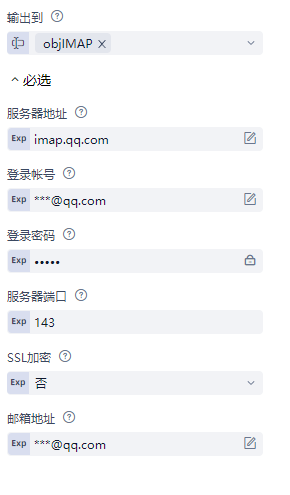 输出到
objIMAP ×
必选
服务器地址
Exp imap.qq.com
登录帐号
Exp ***@qq.com
登录密码
Exp •••••
服务器端口
Exp 143
SSL加密
Exp 否
邮箱地址
Exp ***@qq.com